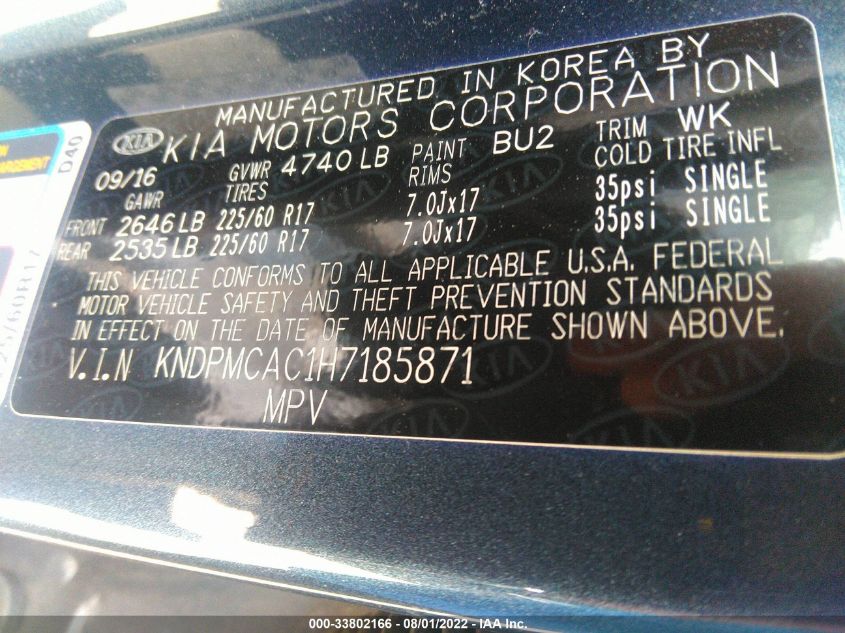 MANUFACTURED IN KOREA BY
KIA KIA MOTORS CORPORATION
09/16 GVWR 4740 LB PAINT BU2 TRIM WK
GAWR TIRES RIMS COLD TIRE INFL
FRONT 2646 LB 225/60 R17 7.0Jx17 35psi SINGLE
REAR 2535 LB 225/60 R17 7.0Jx17 35psi SINGLE
THIS VEHICLE CONFORMS TO ALL APPLICABLE U.S.A. FEDERAL
MOTOR VEHICLE SAFETY AND THEFT PREVENTION STANDARDS
IN EFFECT ON THE DATE OF MANUFACTURE SHOWN ABOVE.
V.I.N KNDPMCAC1H7185871
MPV
D40
25/60R17
000-33802166 - 08/01/2022 - © IAA, Inc.